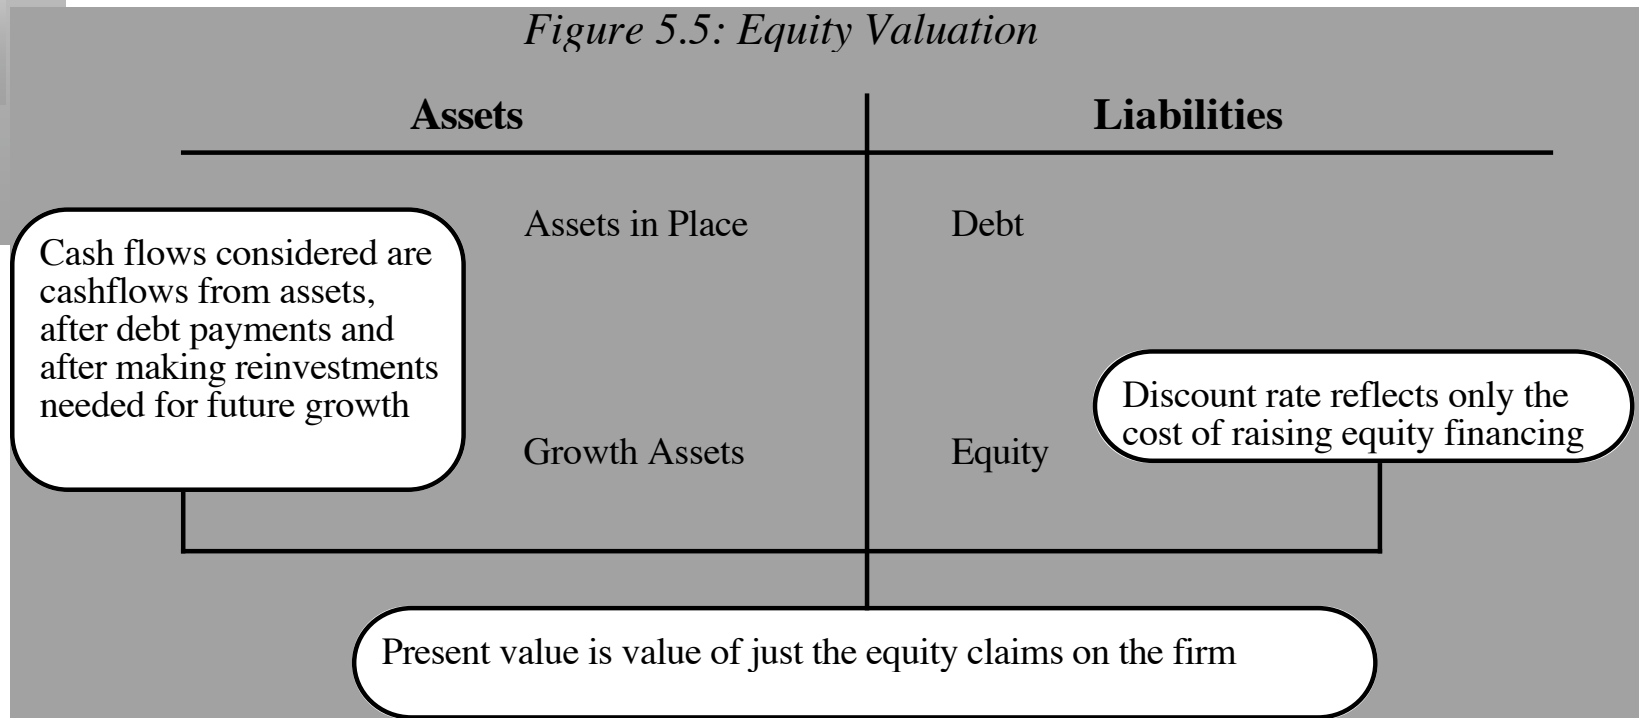 Figure 5.5: Equity Valuation
Assets
Liabilities
Assets in Place
Debt
Cash flows considered are
cashflows from assets,
after debt payments and
after making reinvestments
needed for future growth
Growth Assets
Equity
Discount rate reflects only the
cost of raising equity financing
Present value is value of just the equity claims on the firm